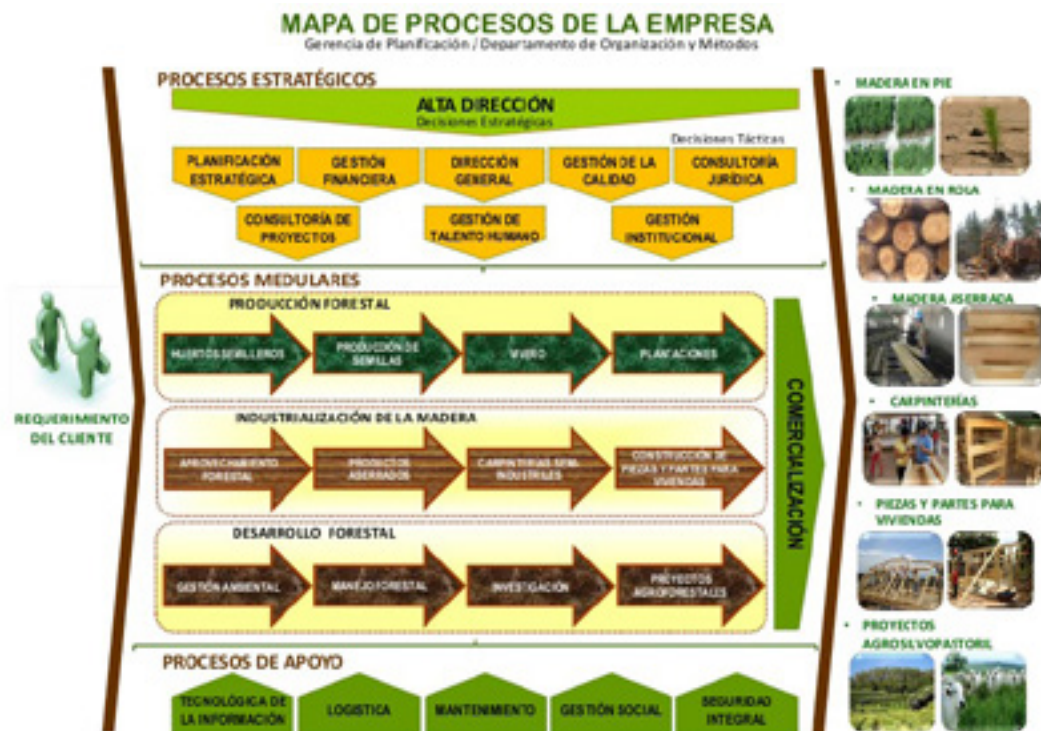 MAPA DE PROCESOS DE LA EMPRESA
Gerencia de Planificación / Departamento de Organización y Métodos
PROCESOS ESTRATÉGICOS
ALTA DIRECCIÓN
Decisiones Estratégicas
Decisiones Tácticas
PLANIFICACIÓN
ESTRATÉGICA
GESTIÓN
FINANCIERA
DIRECCIÓN
GENERAL
GESTIÓN DE LA
CALIDAD
CONSULTORÍA
JURÍDICA
CONSULTORÍA DE
PROYECTOS
GESTIÓN DE
TALENTO HUMANO
GESTIÓN
INSTITUCIONAL
REQUERIMIENTO
DEL CLIENTE
PROCESOS MEDULARES
PRODUCCIÓN FORESTAL
HUERTOS SEMILLEROS
PRODUCCIÓN DE
SEMILLAS
VIVERO
PLANTACIONES
INDUSTRIALIZACIÓN DE LA MADERA
APROVECHAMIENTO
FORESTAL
PRODUCTOS
ASERRADOS
CARPINTERÍAS SEMI-
INDUSTRILES
CONSTRUCCIÓN DE
PIEZAS Y PARTES PARA
VIVIENDAS
DESARROLLO FORESTAL
GESTIÓN AMBIENTAL
MANEJO FORESTAL
INVESTIGACIÓN
PROYECTOS
AGROFORESTALES
COMERCIALIZACIÓN
PROCESOS DE APOYO
TECNOLÓGICA DE
LA INFORMACIÓN
LOGISTICA
MANTENIMIENTO
GESTIÓN SOCIAL
SEGURIDAD
INTEGRAL
• MADERA EN PIE
• MADERA EN ROLA
• MADERA ASERRADA
• CARPINTERÍAS
• PIEZAS Y PARTES PARA
VIVIENDAS
• PROYECTOS
AGROSILVOPASTORIL